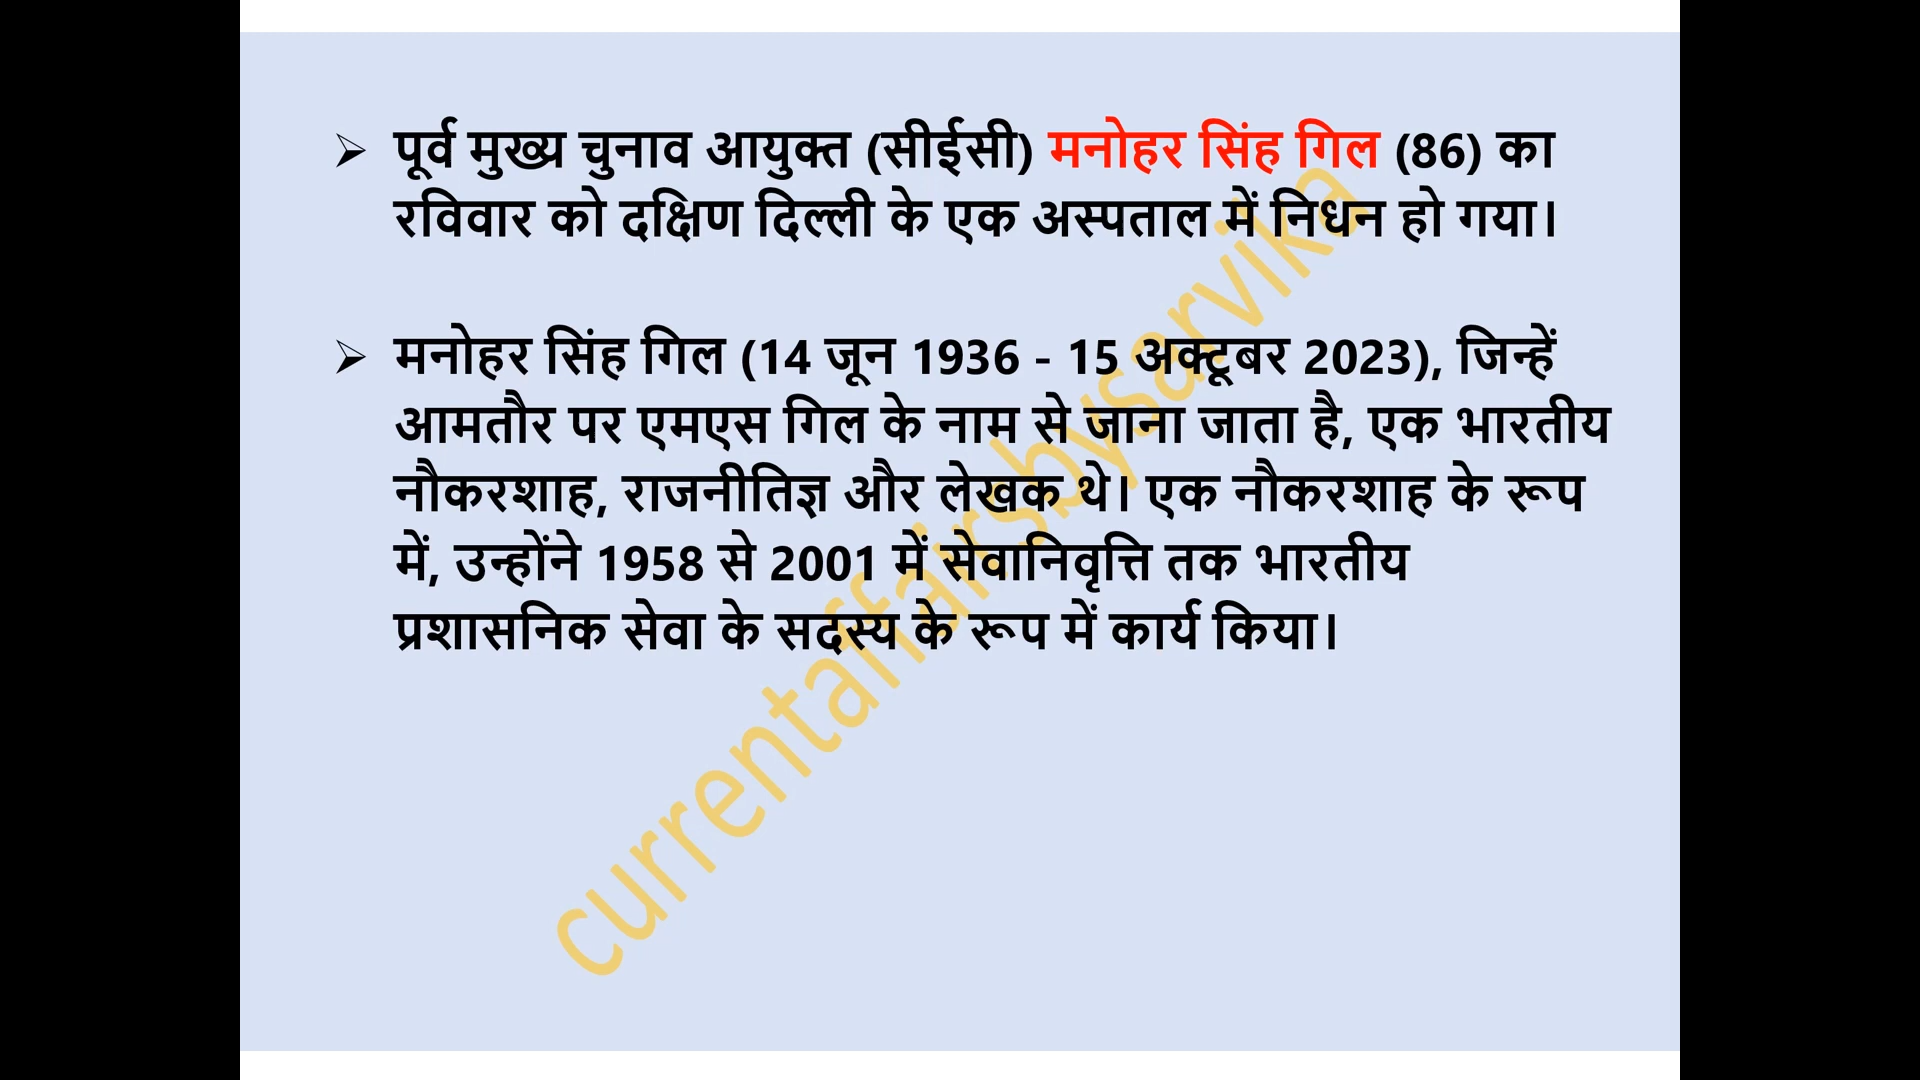 ➢ पूर्व मुख्य चुनाव आयुक्त (सीईसी) मनोहर सिंह गिल (86) का
रविवार को दक्षिण दिल्ली के एक अस्पताल में निधन हो गया।
➢ मनोहर सिंह गिल (14 जून 1936 - 15 अक्टूबर 2023), जिन्हें
आमतौर पर एमएस गिल के नाम से जाना जाता है, एक भारतीय
नौकरशाह, राजनीतिज्ञ और लेखक थे। एक नौकरशाह के रूप
में, उन्होंने 1958 से 2001 में सेवानिवृत्ति तक भारतीय
प्रशासनिक सेवा के सदस्य के रूप में कार्य किया।
currentaffairsbysarvika